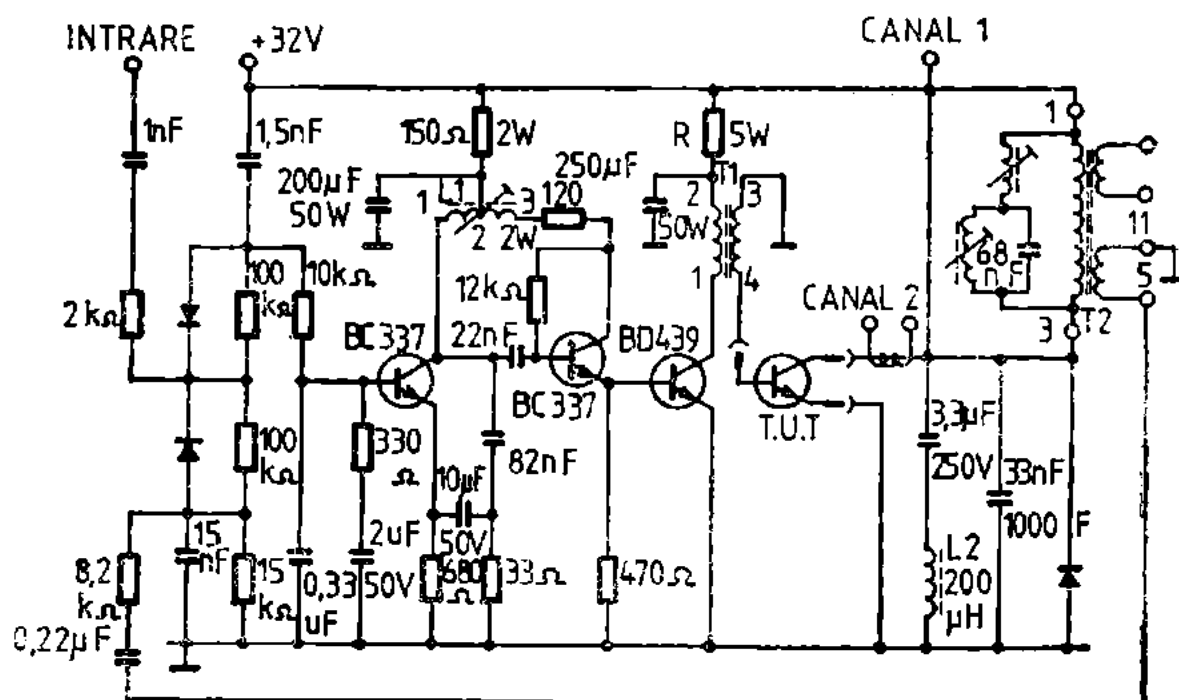 INTRARE
+32V
CANAL 1
1nF
1,5nF
150Ω
2W
R
5W
1
250µF
200µF
50W
L1
1
3
120
2
2W
T1
2
3
50W
1
4
68
nF
11
5
3
T2
2kΩ
100
kΩ
10kΩ
12kΩ
22nF
BC337
BC337
BD439
CANAL 2
T.U.T
100
kΩ
330
Ω
82nF
10µF
50V
3,3µF
250V
33nF
1000 F
8,2
kΩ
15
nF
15
kΩ
0,33
uF
2uF
50V
680
Ω
33Ω
470Ω
L2
200
µH
0,22µF